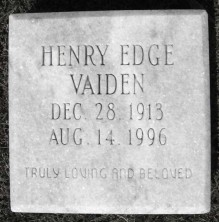 HENRY EDGE
VAIDEN
DEC. 28, 1913
AUG. 14, 1996
TRULY LOVING AND BELOVED